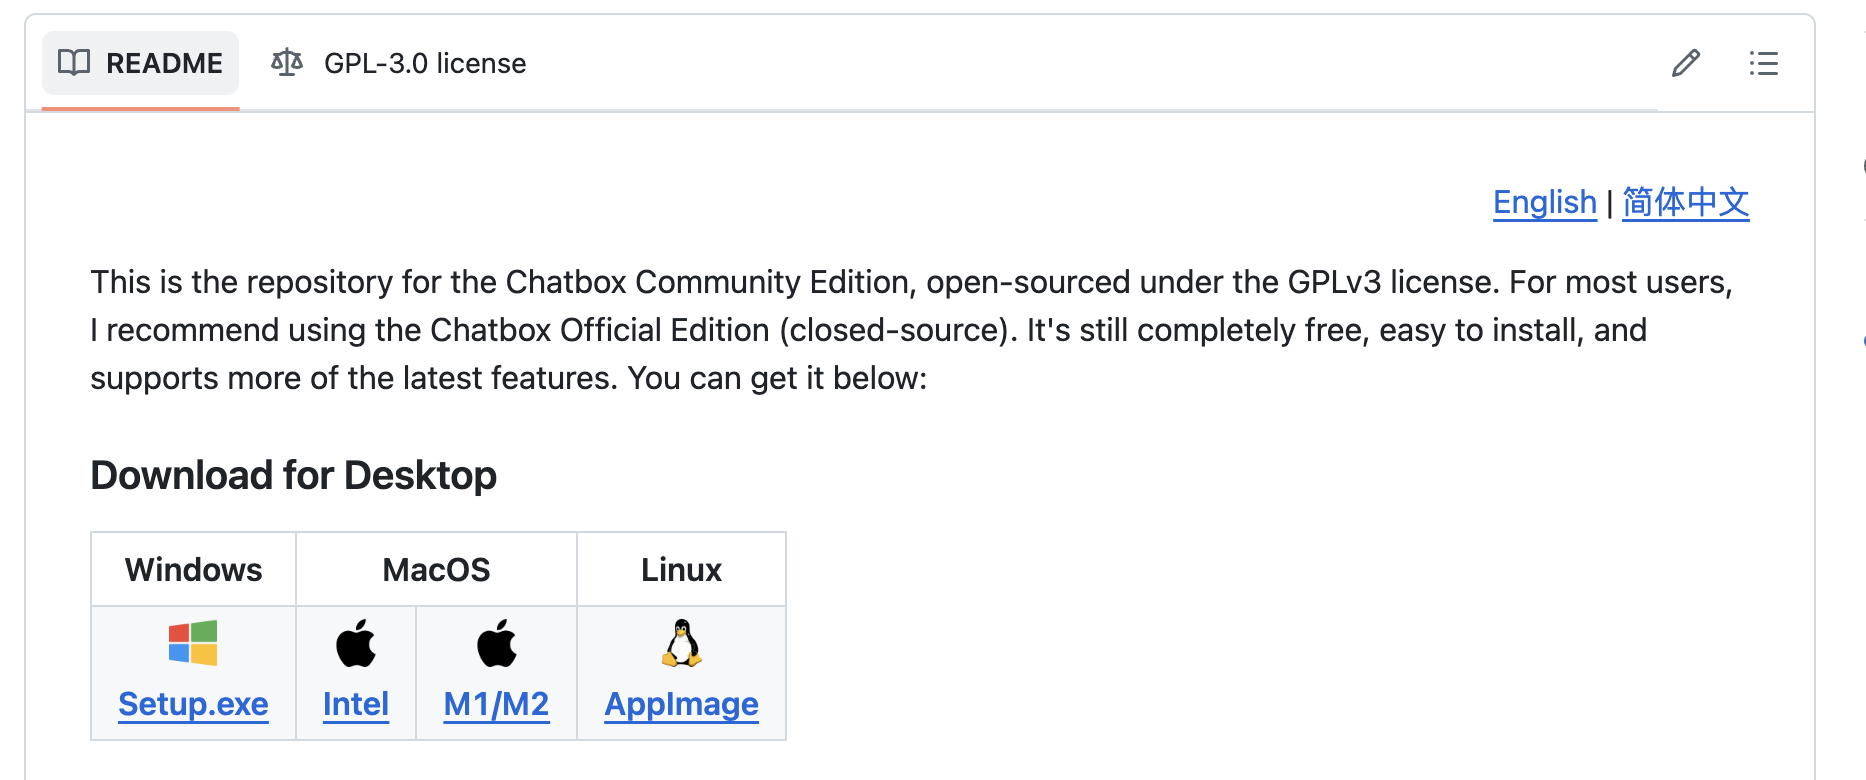 README
GPL-3.0 license
English | 简体中文
This is the repository for the Chatbox Community Edition, open-sourced under the GPLv3 license. For most users,
I recommend using the Chatbox Official Edition (closed-source). It's still completely free, easy to install, and
supports more of the latest features. You can get it below:
Download for Desktop
Windows MacOS Linux
Setup.exe Intel M1/M2 AppImage